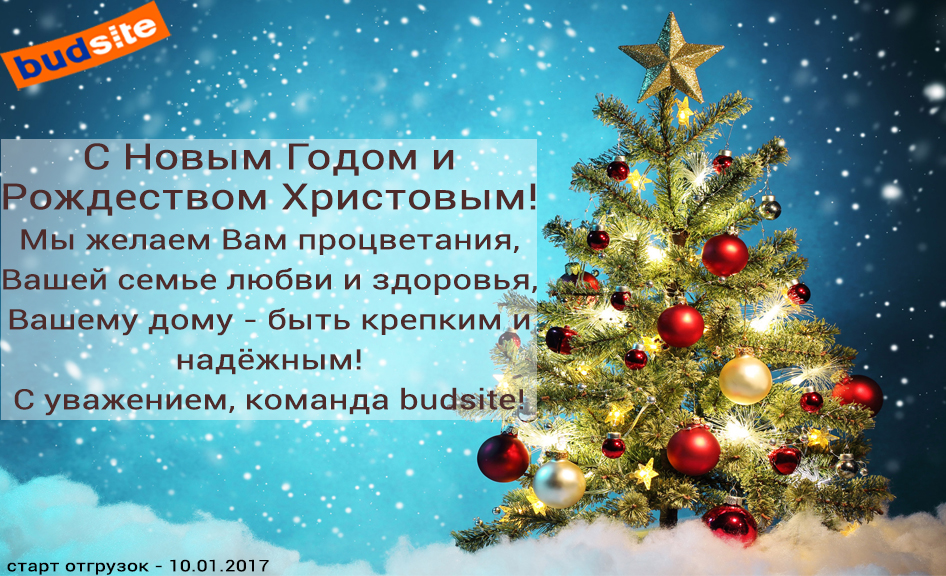 budsite
С Новым Годом и
Рождеством Христовым!
Мы желаем Вам процветания,
Вашей семье любви и здоровья,
Вашему дому - быть крепким и
надёжным!
С уважением, команда budsite!
старт отгрузок - 10.01.2017